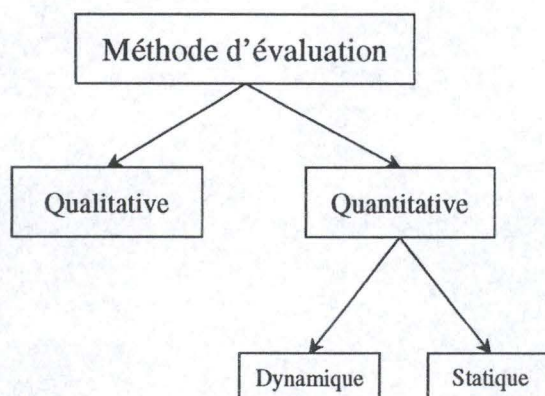 Méthode d'évaluation
Qualitative
Quantitative
Dynamique
Statique